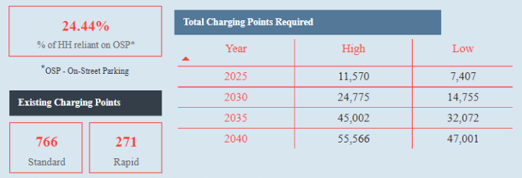 24.44%
% of HH reliant on OSP*
*OSP - On-Street Parking
Existing Charging Points
766
Standard
271
Rapid
Total Charging Points Required
Year High Low
2025 11,570 7,407
2030 24,775 14,755
2035 45,002 32,072
2040 55,566 47,001